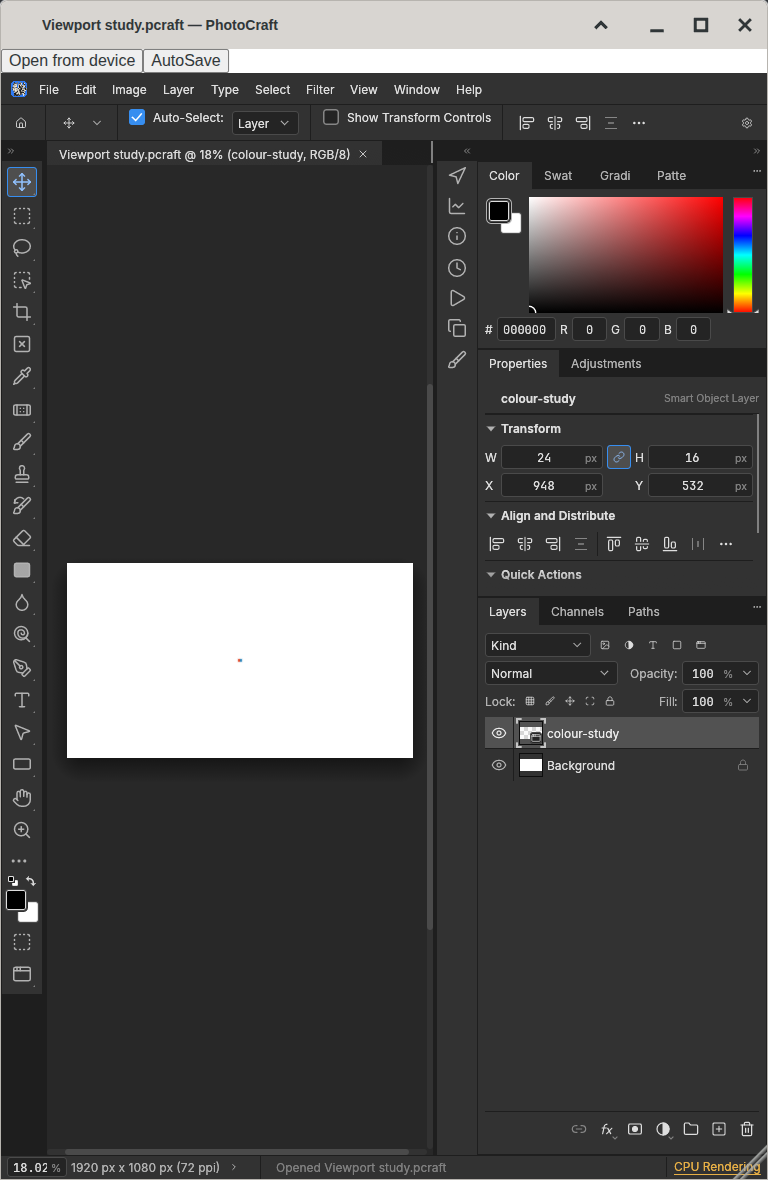 Viewport study.pcraft — PhotoCraft
Open from device AutoSave
File Edit Image Layer Type Select Filter View Window Help
Auto-Select: Layer Show Transform Controls
Viewport study.pcraft @ 18% (colour-study, RGB/8)
Color Swat Gradi Patte
# 000000 R 0 G 0 B 0
Properties Adjustments
colour-study Smart Object Layer
Transform
W 24 px H 16 px
X 948 px Y 532 px
Align and Distribute
Quick Actions
Layers Channels Paths
Kind
Normal Opacity: 100 %
Lock: Fill: 100 %
colour-study
Background
18.02 % 1920 px x 1080 px (72 ppi) Opened Viewport study.pcraft CPU Rendering